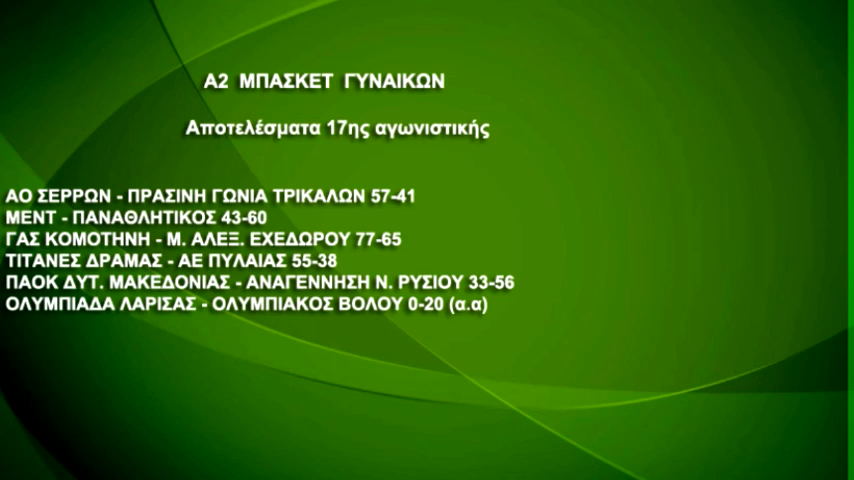 Α2 ΜΠΑΣΚΕΤ ΓΥΝΑΙΚΩΝ
Αποτελέσματα 17ης αγωνιστικής
ΑΟ ΣΕΡΡΩΝ - ΠΡΑΣΙΝΗ ΓΩΝΙΑ ΤΡΙΚΑΛΩΝ 57-41
ΜΕΝΤ - ΠΑΝΑΘΛΗΤΙΚΟΣ 43-60
ΓΑΣ ΚΟΜΟΤΗΝΗ - Μ. ΑΛΕΞ. ΕΧΕΔΩΡΟΥ 77-65
ΤΙΤΑΝΕΣ ΔΡΑΜΑΣ - ΑΕ ΠΥΛΑΙΑΣ 55-38
ΠΑΟΚ ΔΥΤ. ΜΑΚΕΔΟΝΙΑΣ - ΑΝΑΓΕΝΝΗΣΗ Ν. ΡΥΣΙΟΥ 33-56
ΟΛΥΜΠΙΑΔΑ ΛΑΡΙΣΑΣ - ΟΛΥΜΠΙΑΚΟΣ ΒΟΛΟΥ 0-20 (α.α)